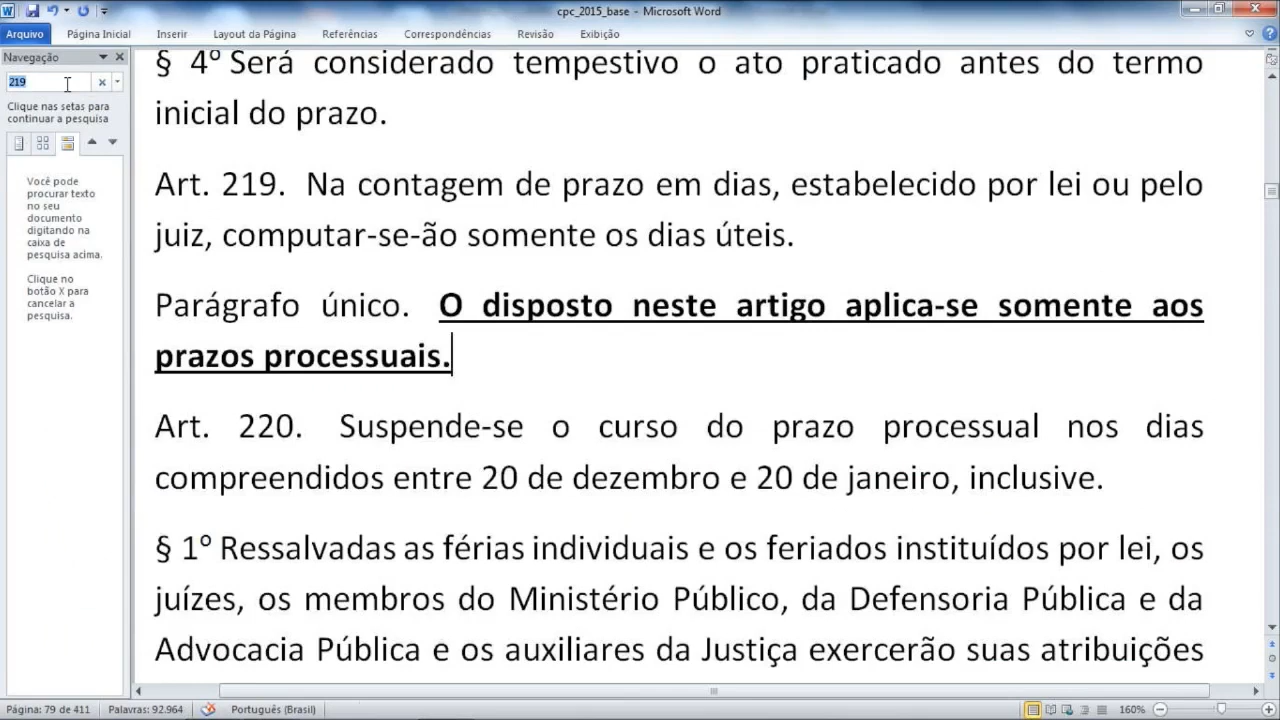 cpc_2015_base - Microsoft Word
Arquivo Página Inicial Inserir Layout da Página Referências Correspondências Revisão Exibição
Navegação
219
Clique nas setas para
continuar a pesquisa
Você pode
procurar texto
no seu
documento
digitando na
caixa de
pesquisa acima.
Clique no
botão X para
cancelar a
pesquisa.
§ 4º Será considerado tempestivo o ato praticado antes do termo
inicial do prazo.
Art. 219. Na contagem de prazo em dias, estabelecido por lei ou pelo
juiz, computar-se-ão somente os dias úteis.
Parágrafo único. O disposto neste artigo aplica-se somente aos
prazos processuais.
Art. 220. Suspende-se o curso do prazo processual nos dias
compreendidos entre 20 de dezembro e 20 de janeiro, inclusive.
§ 1º Ressalvadas as férias individuais e os feriados instituídos por lei, os
juízes, os membros do Ministério Público, da Defensoria Pública e da
Advocacia Pública e os auxiliares da Justiça exercerão suas atribuições
Página: 79 de 411 Palavras: 92.964 Português (Brasil) 160%